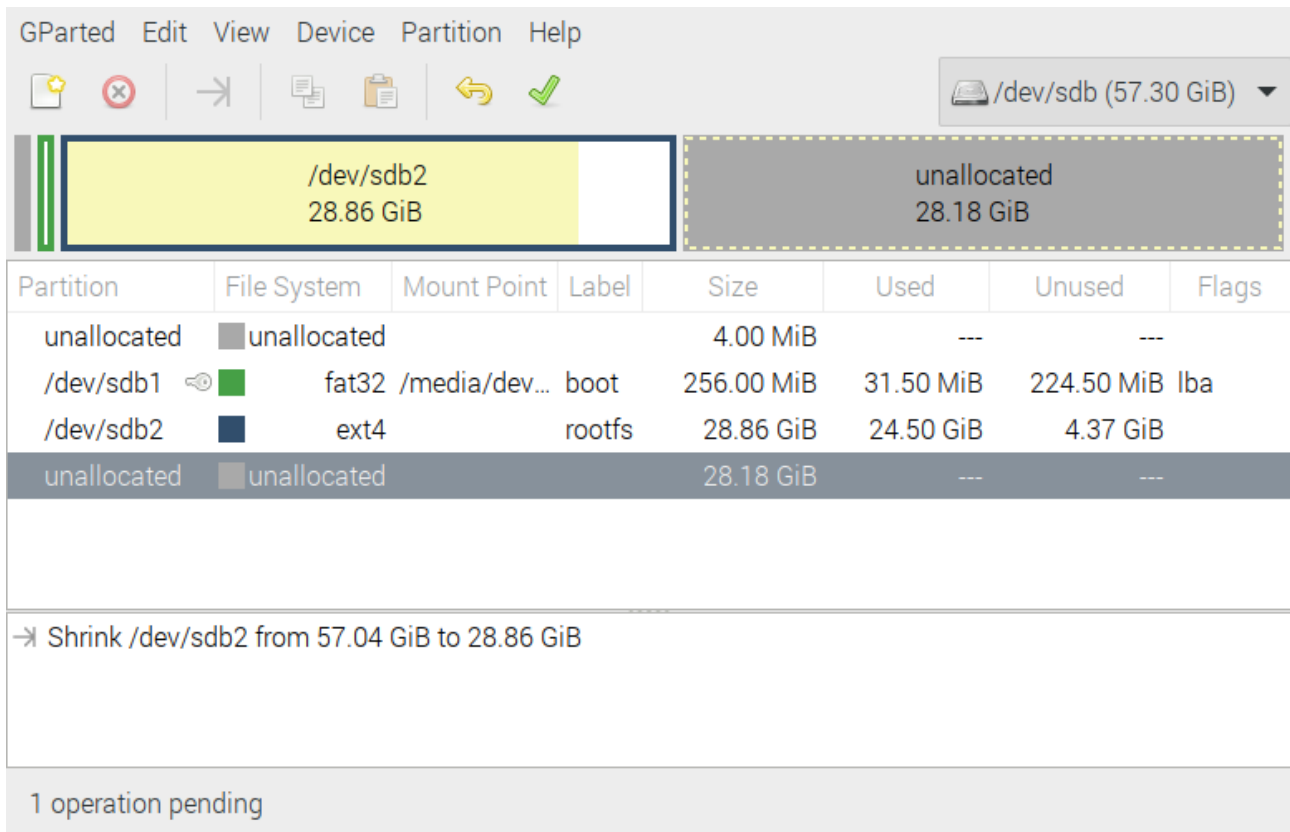 GParted Edit View Device Partition Help
/dev/sdb (57.30 GiB)
/dev/sdb2
28.86 GiB
unallocated
28.18 GiB
Partition File System Mount Point Label Size Used Unused Flags
unallocated unallocated 4.00 MiB --- ---
/dev/sdb1 fat32 /media/dev... boot 256.00 MiB 31.50 MiB 224.50 MiB lba
/dev/sdb2 ext4 rootfs 28.86 GiB 24.50 GiB 4.37 GiB
unallocated unallocated 28.18 GiB --- ---
Shrink /dev/sdb2 from 57.04 GiB to 28.86 GiB
1 operation pending